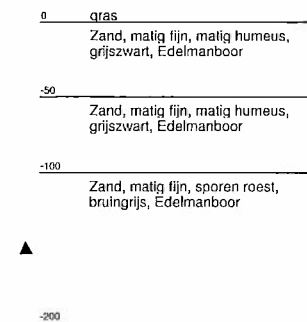 0 gras
Zand, matig fijn, matig humeus,
grijszwart, Edelmanboor
-50
Zand, matig fijn, matig humeus,
grijszwart, Edelmanboor
-100
Zand, matig fijn, sporen roest,
bruingrijs, Edelmanboor
-200